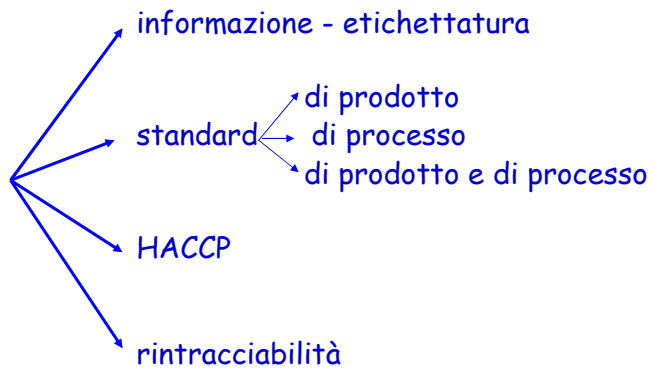 informazione - etichettatura
di prodotto
standard di processo
di prodotto e di processo
HACCP
rintracciabilità